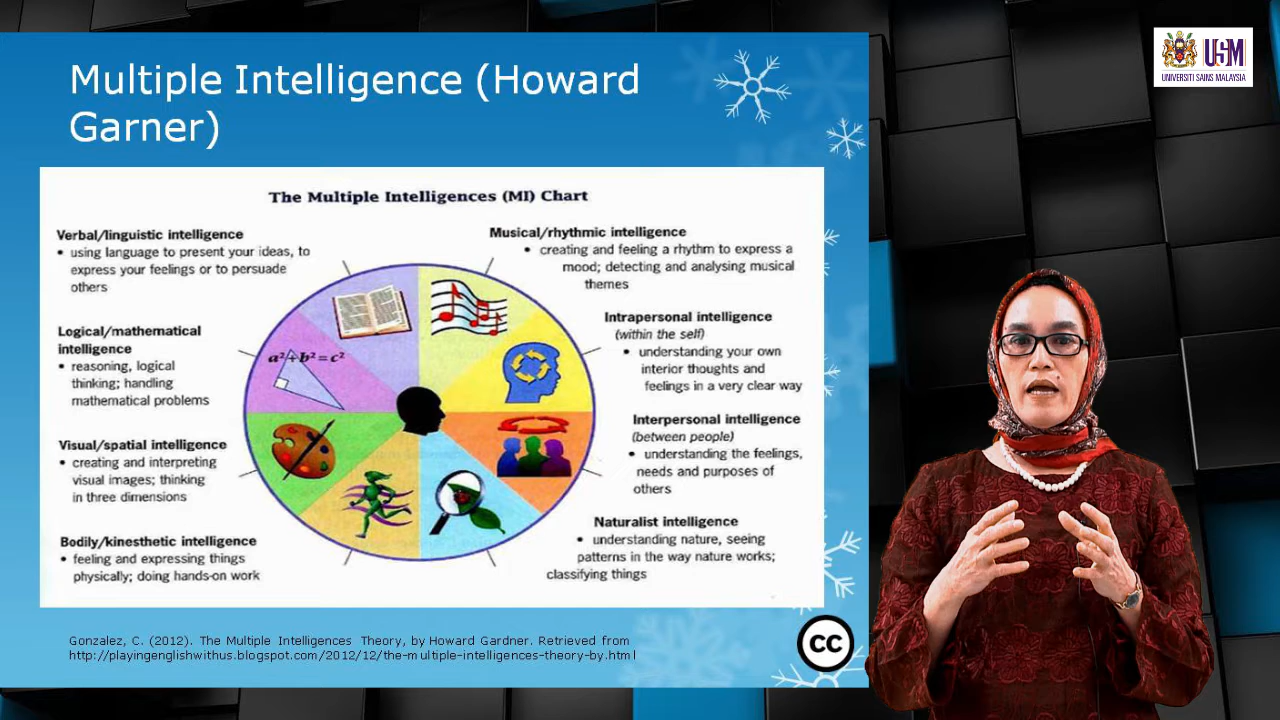 Multiple Intelligence (Howard
Garner)
USM
UNIVERSITI SAINS MALAYSIA
The Multiple Intelligences (MI) Chart
Verbal/linguistic intelligence
• using language to present your ideas, to
express your feelings or to persuade
others
Logical/mathematical
intelligence
• reasoning, logical
thinking; handling
mathematical problems
Visual/spatial intelligence
• creating and interpreting
visual images; thinking
in three dimensions
Bodily/kinesthetic intelligence
• feeling and expressing things
physically; doing hands-on work
a²+b²=c²
Musical/rhythmic intelligence
• creating and feeling a rhythm to express a
mood; detecting and analysing musical
themes
Intrapersonal intelligence
(within the self)
• understanding your own
interior thoughts and
feelings in a very clear way
Interpersonal intelligence
(between people)
• understanding the feelings,
needs and purposes of
others
Naturalist intelligence
• understanding nature, seeing
patterns in the way nature works;
classifying things
Gonzalez, C. (2012). The Multiple Intelligences Theory, by Howard Gardner. Retrieved from
http://playingenglishwithus.blogspot.com/2012/12/the-multiple-intelligences-theory-by.html
cc